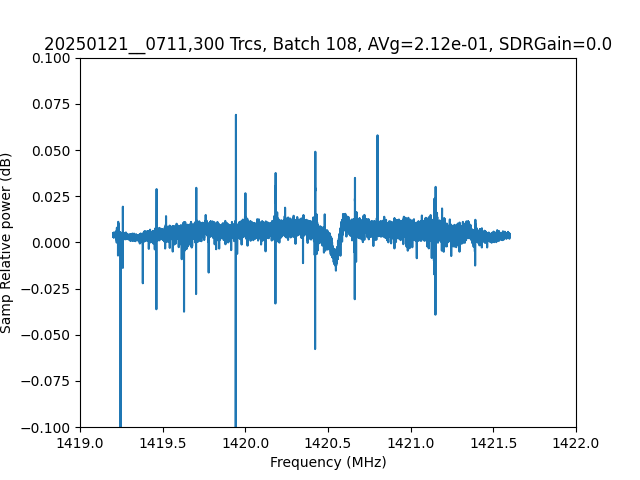 20250121__0711,300 Trcs, Batch 108, AVg=2.12e-01, SDRGain=0.0
0.100
0.075
0.050
0.025
0.000
−0.025
−0.050
−0.075
−0.100
Samp Relative power (dB)
1419.0 1419.5 1420.0 1420.5 1421.0 1421.5 1422.0
Frequency (MHz)